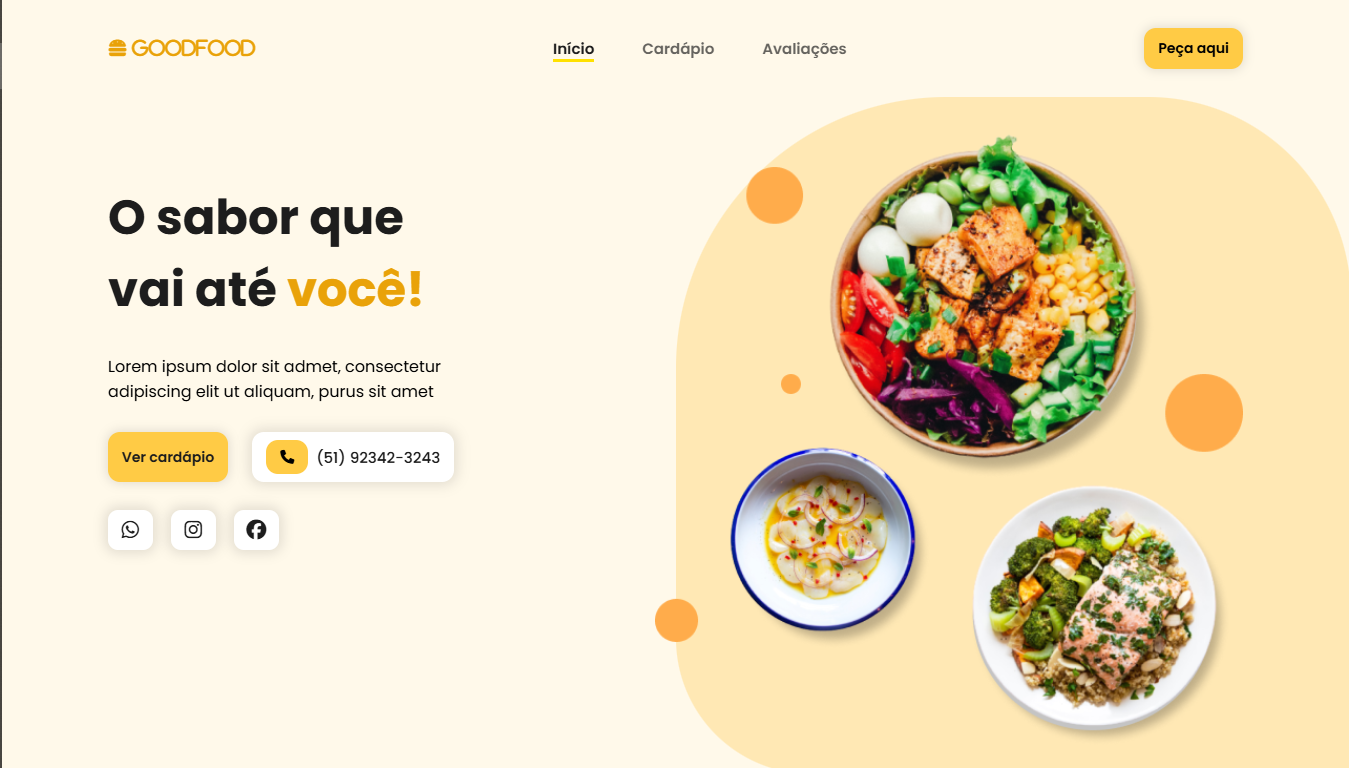 GOODFOOD
Início
Cardápio
Avaliações
Peça aqui
O sabor que
vai até você!
Lorem ipsum dolor sit admet, consectetur
adipiscing elit ut aliquam, purus sit amet
Ver cardápio
(51) 92342-3243